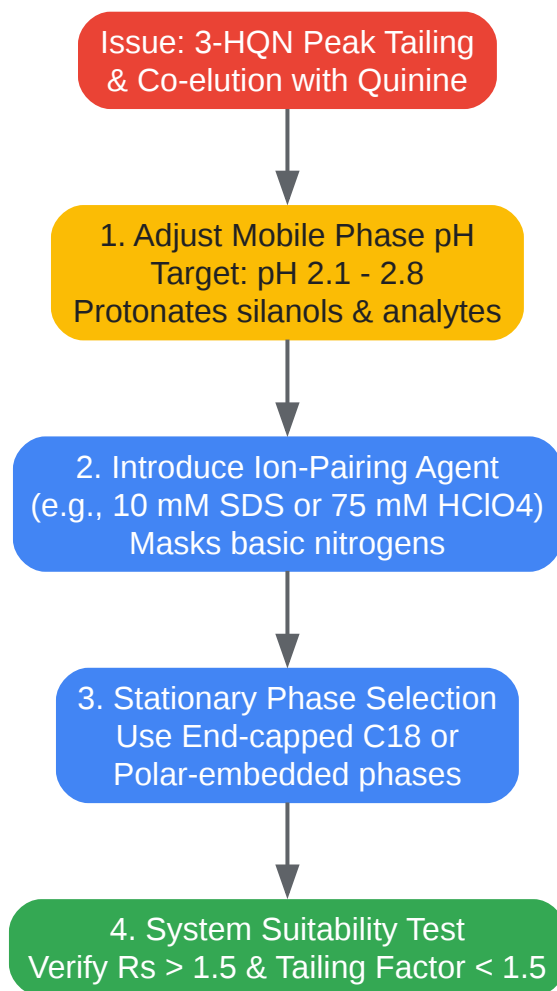 Issue: 3-HQN Peak Tailing
& Co-elution with Quinine
1. Adjust Mobile Phase pH
Target: pH 2.1 - 2.8
Protonates silanols & analytes
2. Introduce Ion-Pairing Agent
(e.g., 10 mM SDS or 75 mM HClO4)
Masks basic nitrogens
3. Stationary Phase Selection
Use End-capped C18 or
Polar-embedded phases
4. System Suitability Test
Verify Rs > 1.5 & Tailing Factor < 1.5